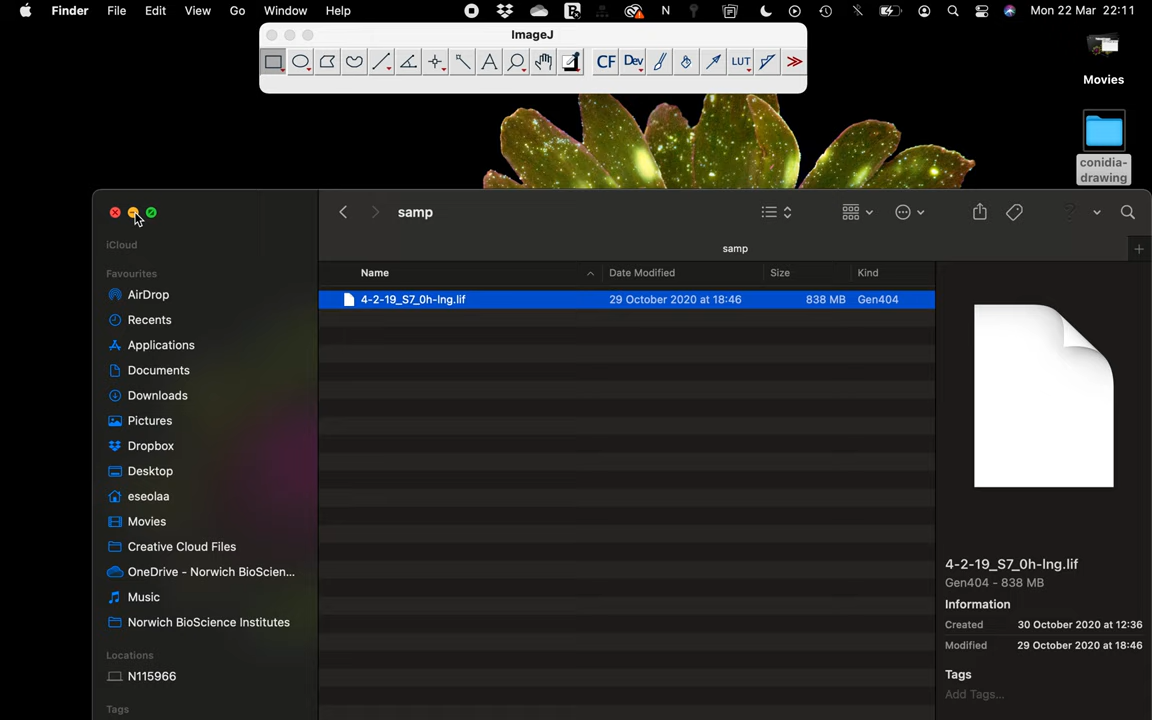 Finder File Edit View Go Window Help N Mon 22 Mar 22:11
ImageJ
CF Dev LUT
Movies
conidia-
drawing
samp
iCloud
samp
Favourites
Name Date Modified Size Kind
AirDrop
4-2-19_S7_0h-lng.lif 29 October 2020 at 18:46 838 MB Gen404
Recents
Applications
Documents
Downloads
Pictures
Dropbox
Desktop
eseolaa
Movies
Creative Cloud Files
OneDrive - Norwich BioScien...
Music
Norwich BioScience Institutes
Locations
N115966
Tags
4-2-19_S7_0h-lng.lif
Gen404 - 838 MB
Information
Created 30 October 2020 at 12:36
Modified 29 October 2020 at 18:46
Tags
Add Tags...